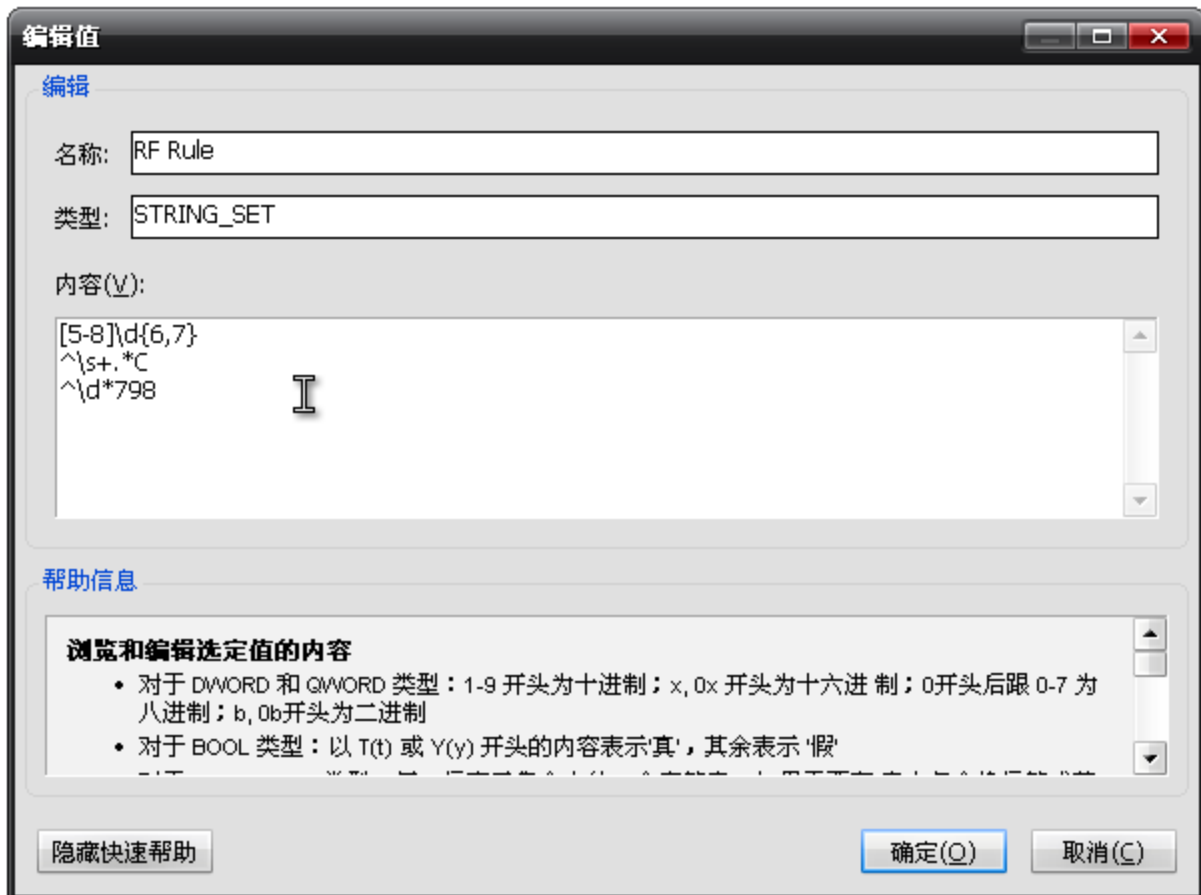 编辑值
编辑
名称: RF Rule
类型: STRING_SET
内容(V):
[5-8]\d{6,7}
^\s+.*C
^\d*798
帮助信息
浏览和编辑选定值的内容
• 对于 DWORD 和 QWORD 类型：1-9 开头为十进制；x, 0x 开头为十六进 制；0开头后跟 0-7 为
八进制；b, 0b开头为二进制
• 对于 BOOL 类型：以 T(t) 或 Y(y) 开头的内容表示'真'，其余表示 '假'
隐藏快速帮助
确定(O)
取消(C)